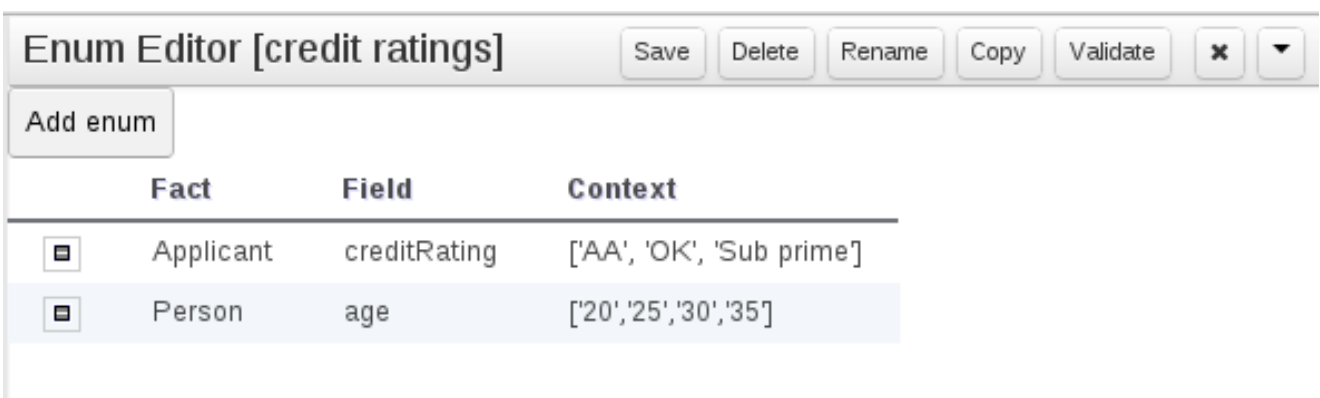 Enum Editor [credit ratings] Save Delete Rename Copy Validate
Add enum
Fact Field Context
Applicant creditRating ['AA', 'OK', 'Sub prime']
Person age ['20','25','30','35']